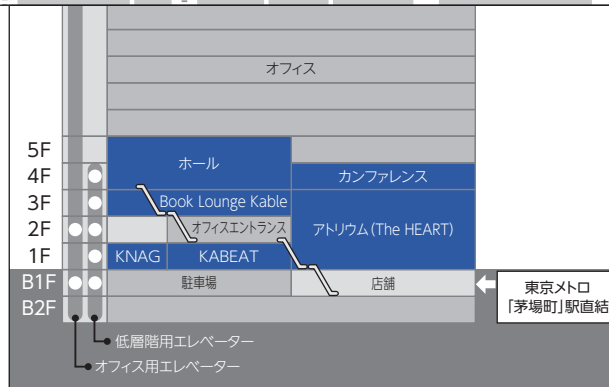 オフィス
5F
ホール
4F
カンファレンス
3F
Book Lounge Kable
アトリウム(The HEART)
2F
オフィスエントランス
1F
KNAG
KABEAT
B1F
駐車場
店舗
東京メトロ
「茅場町」駅直結
B2F
低層階用エレベーター
オフィス用エレベーター